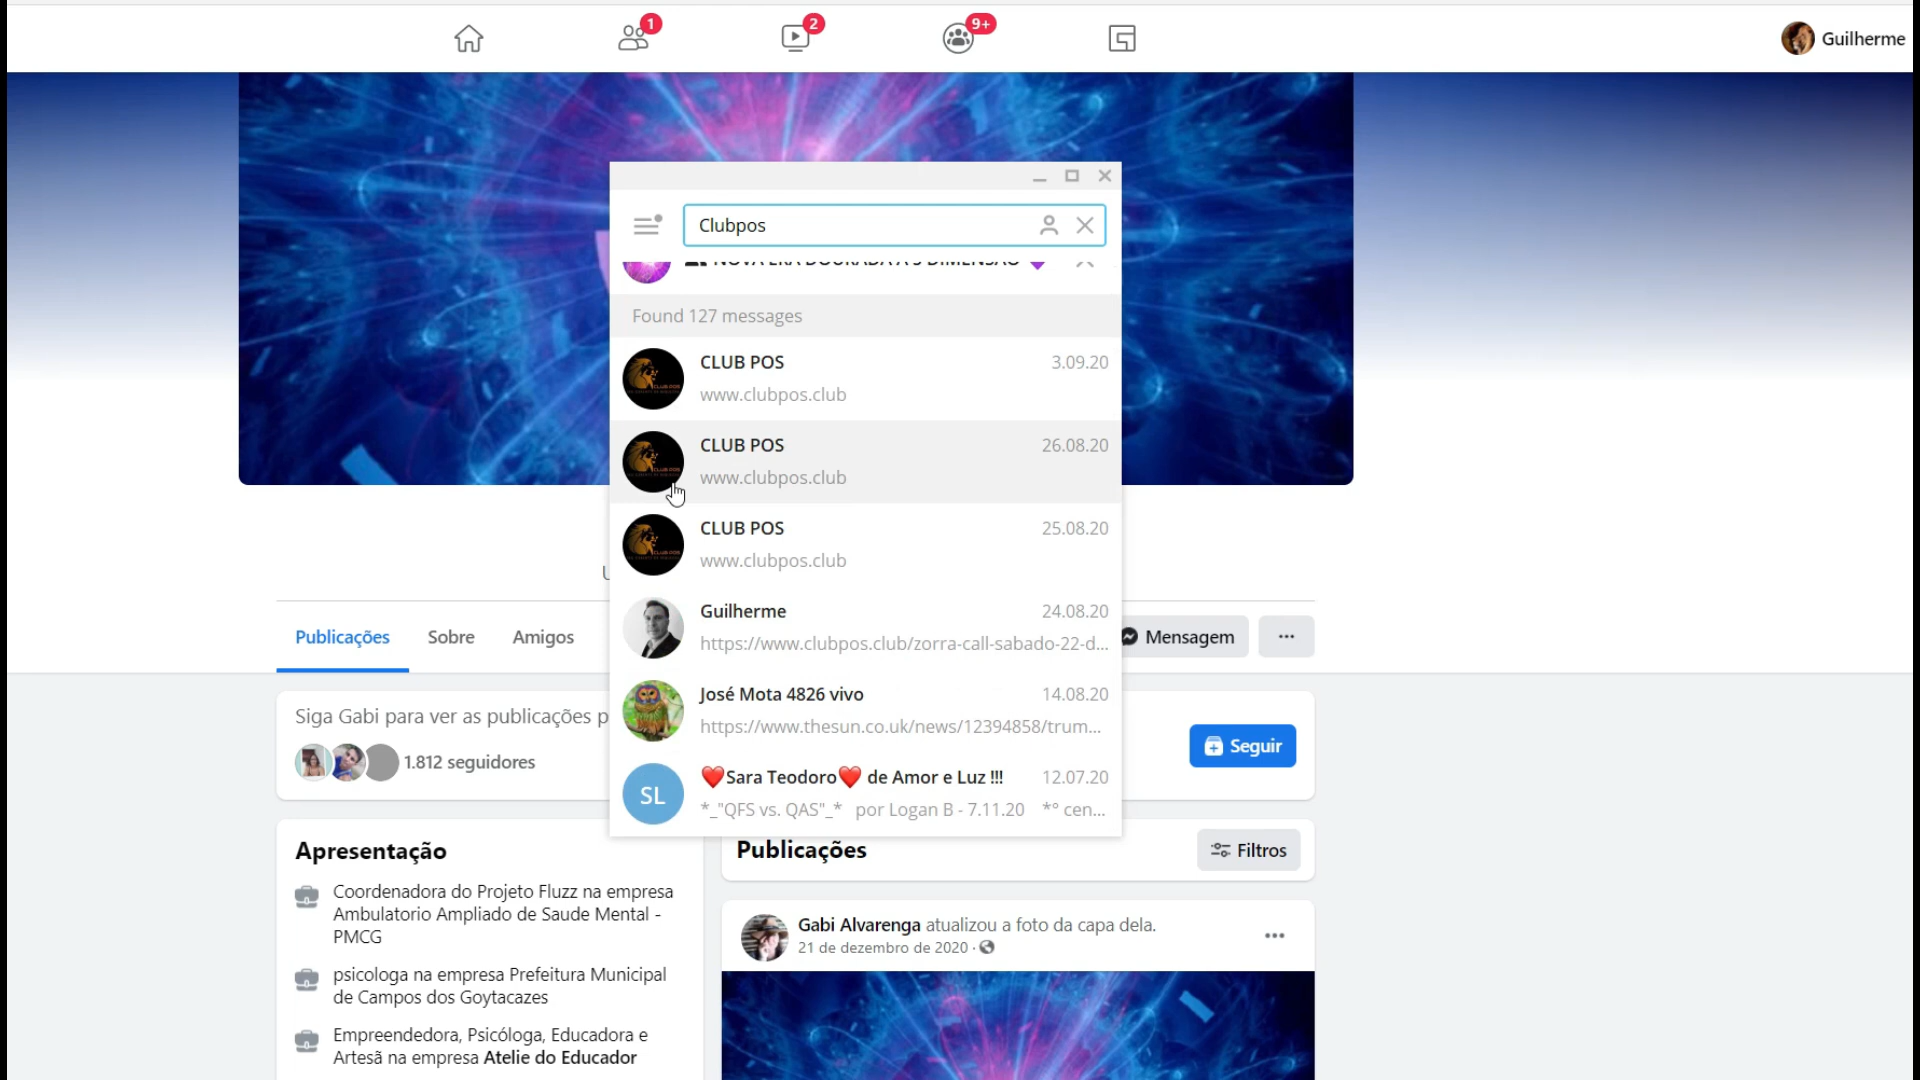 1
2
9+
Guilherme
Clubpos
NOVA ERA DOURADA A 5 DIMENSÃO
Found 127 messages
CLUB POS
3.09.20
www.clubpos.club
CLUB POS
26.08.20
www.clubpos.club
CLUB POS
25.08.20
www.clubpos.club
Guilherme
24.08.20
https://www.clubpos.club/zorra-call-sabado-22-d...
José Mota 4826 vivo
14.08.20
https://www.thesun.co.uk/news/12394858/trum...
SL
❤️Sara Teodoro❤️ de Amor e Luz !!!
12.07.20
*_"QFS vs. QAS"_* por Logan B - 7.11.20 *° cen...
Publicações
Sobre
Amigos
Mensagem
Siga Gabi para ver as publicações p
1.812 seguidores
Seguir
Apresentação
Coordenadora do Projeto Fluzz na empresa
Ambulatorio Ampliado de Saude Mental -
PMCG
psicologa na empresa Prefeitura Municipal
de Campos dos Goytacazes
Empreendedora, Psicóloga, Educadora e
Artesã na empresa Atelie do Educador
Publicações
Filtros
Gabi Alvarenga atualizou a foto da capa dela.
21 de dezembro de 2020 ·